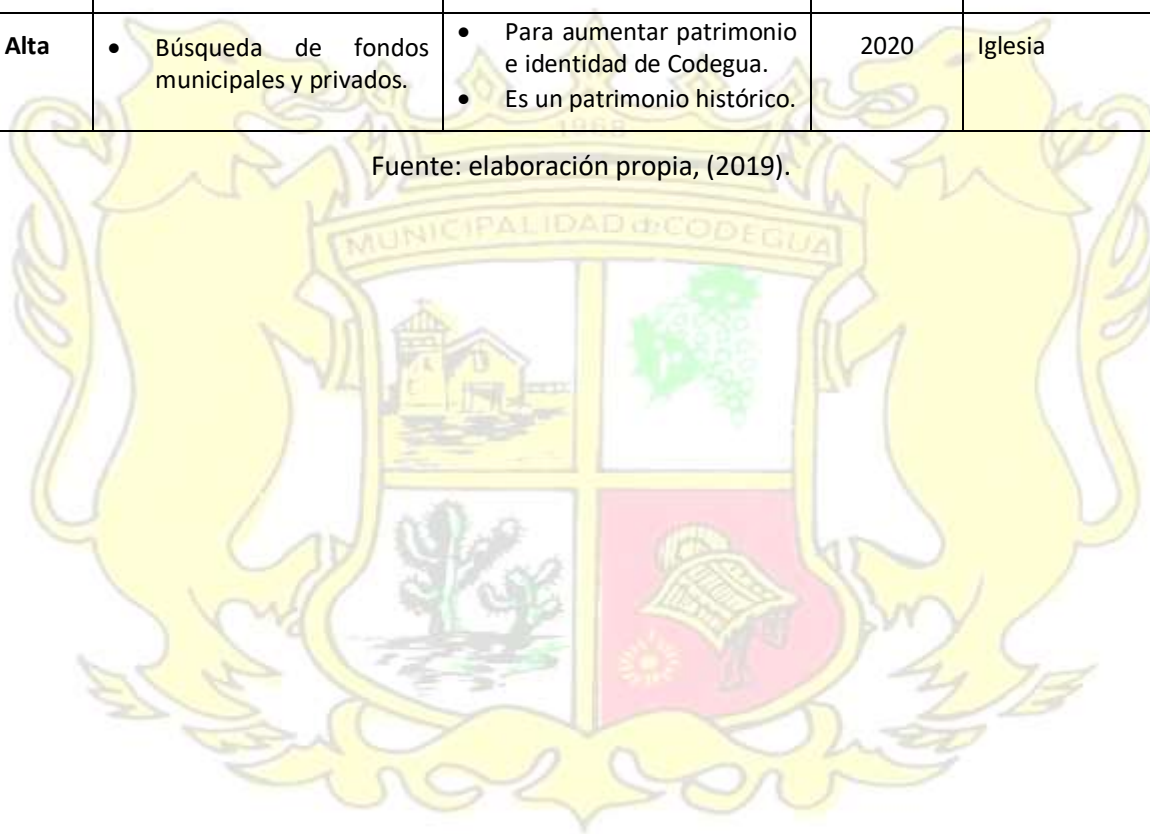 Alta
• Búsqueda de fondos
municipales y privados.
• Para aumentar patrimonio
e identidad de Codegua.
• Es un patrimonio histórico.
2020
Iglesia
Fuente: elaboración propia, (2019).
1968
MUNICIPALIDAD de CODEGUA